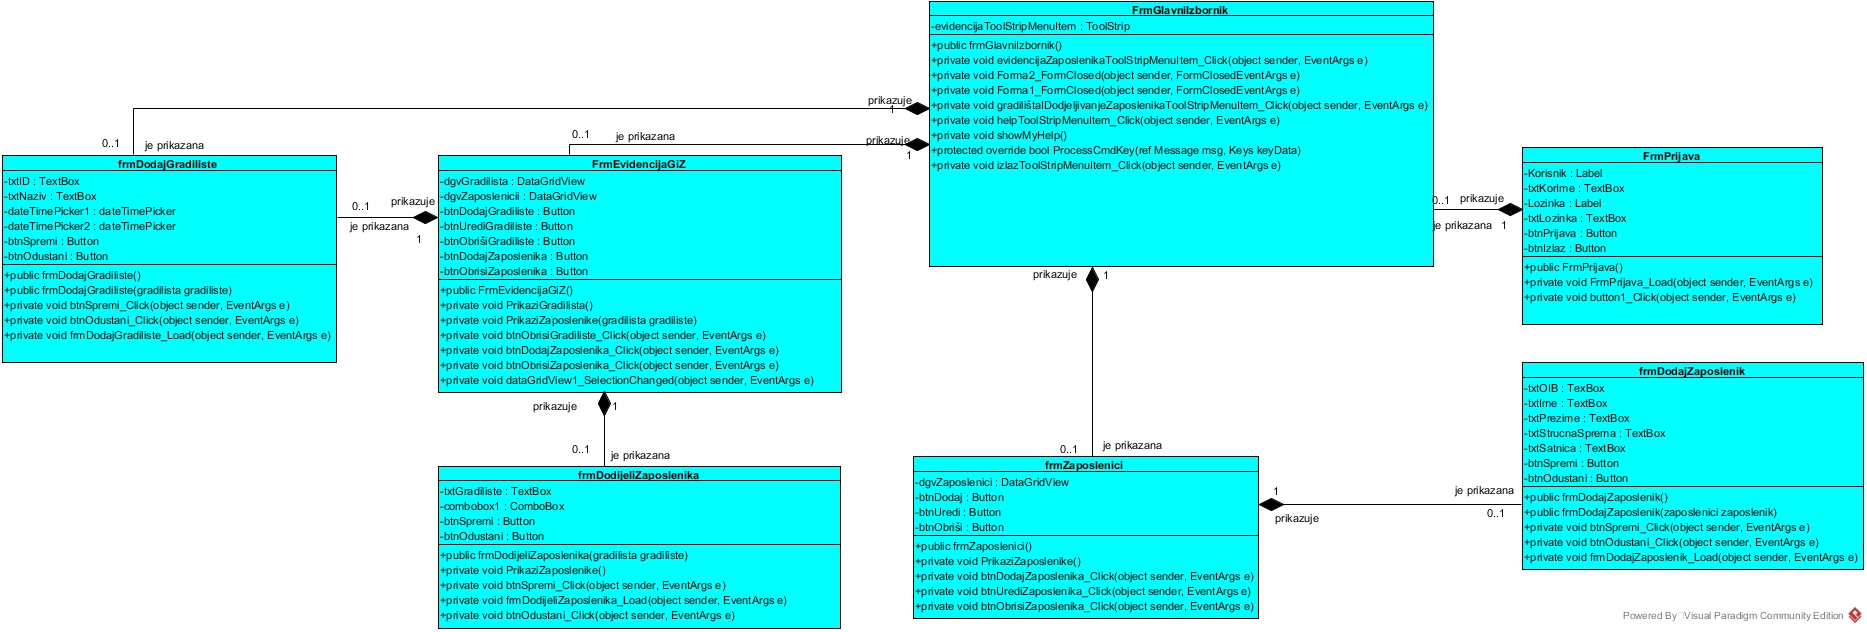 FrmGlavniIzbornik
-evidencijaToolStripMenuItem : ToolStrip
+public frmGlavniIzbornik()
+private void evidencijaZaposlenikaToolStripMenuItem_Click(object sender, EventArgs e)
+private void Forma2_FormClosed(object sender, FormClosedEventArgs e)
+private void Forma1_FormClosed(object sender, FormClosedEventArgs e)
+private void gradilištaIDodjeljivanjeZaposlenikaToolStripMenuItem_Click(object sender, EventArgs e)
+private void helpToolStripMenuItem_Click(object sender, EventArgs e)
+private void showMyHelp()
+protected override bool ProcessCmdKey(ref Message msg, Keys keyData)
+private void izlazToolStripMenuItem_Click(object sender, EventArgs e)
prikazuje
1
0..1
je prikazana
prikazuje
1
0..1
je prikazana
frmDodajGradiliste
-txtID : TextBox
-txtNaziv : TextBox
-dateTimePicker1 : dateTimePicker
-dateTimePicker2 : dateTimePicker
-btnSpremi : Button
-btnOdustani : Button
+public frmDodajGradiliste()
+public frmDodajGradiliste(gradilista gradiliste)
+private void btnSpremi_Click(object sender, EventArgs e)
+private void btnOdustani_Click(object sender, EventArgs e)
+private void frmDodajGradiliste_Load(object sender, EventArgs e)
0..1
prikazuje
je prikazana
1
FrmEvidencijaGiZ
-dgvGradilista : DataGridView
-dgvZaposlenicii : DataGridView
-btnDodajGradiliste : Button
-btnUrediGradiliste : Button
-btnObrišiGradiliste : Button
-btnDodajZaposlenika : Button
-btnObrisiZaposlenika : Button
+public FrmEvidencijaGiZ()
+private void PrikaziGradilista()
+private void PrikaziZaposlenike(gradilista gradiliste)
+private void btnObrisiGradiliste_Click(object sender, EventArgs e)
+private void btnDodajZaposlenika_Click(object sender, EventArgs e)
+private void btnObrisiZaposlenika_Click(object sender, EventArgs e)
+private void dataGridView1_SelectionChanged(object sender, EventArgs e)
FrmPrijava
-Korisnik : Label
-txtKorIme : TextBox
-Lozinka : Label
-txtLozinka : TextBox
-btnPrijava : Button
-btnIzlaz : Button
+public FrmPrijava()
+private void FrmPrijava_Load(object sender, EventArgs e)
+private void button1_Click(object sender, EventArgs e)
0..1
prikazuje
je prikazana
1
prikazuje
1
0..1
je prikazana
prikazuje
1
0..1
je prikazana
frmDodijeliZaposlenika
-txtGradiliste : TextBox
-combobox1 : ComboBox
-btnSpremi : Button
-btnOdustani : Button
+public frmDodijeliZaposlenika(gradilista gradiliste)
+private void PrikaziZaposlenike()
+private void btnSpremi_Click(object sender, EventArgs e)
+private void frmDodijeliZaposlenika_Load(object sender, EventArgs e)
+private void btnOdustani_Click(object sender, EventArgs e)
frmZaposlenici
-dgvZaposlenici : DataGridView
-btnDodaj : Button
-btnUredi : Button
-btnObriši : Button
+public frmZaposlenici()
+private void PrikaziZaposlenike()
+private void btnDodajZaposlenika_Click(object sender, EventArgs e)
+private void btnUrediZaposlenika_Click(object sender, EventArgs e)
+private void btnObrisiZaposlenika_Click(object sender, EventArgs e)
1
prikazuje
je prikazana
0..1
frmDodajZaposlenik
-txtOIB : TexBox
-txtIme : TextBox
-txtPrezime : TextBox
-txtStrucnaSprema : TextBox
-txtSatnica : TextBox
-btnSpremi : Button
-btnOdustani : Button
+public frmDodajZaposlenik()
+public frmDodajZaposlenik(zaposlenici zaposlenik)
+private void btnSpremi_Click(object sender, EventArgs e)
+private void btnOdustani_Click(object sender, EventArgs e)
+private void frmDodajZaposlenik_Load(object sender, EventArgs e)
Powered By Visual Paradigm Community Edition